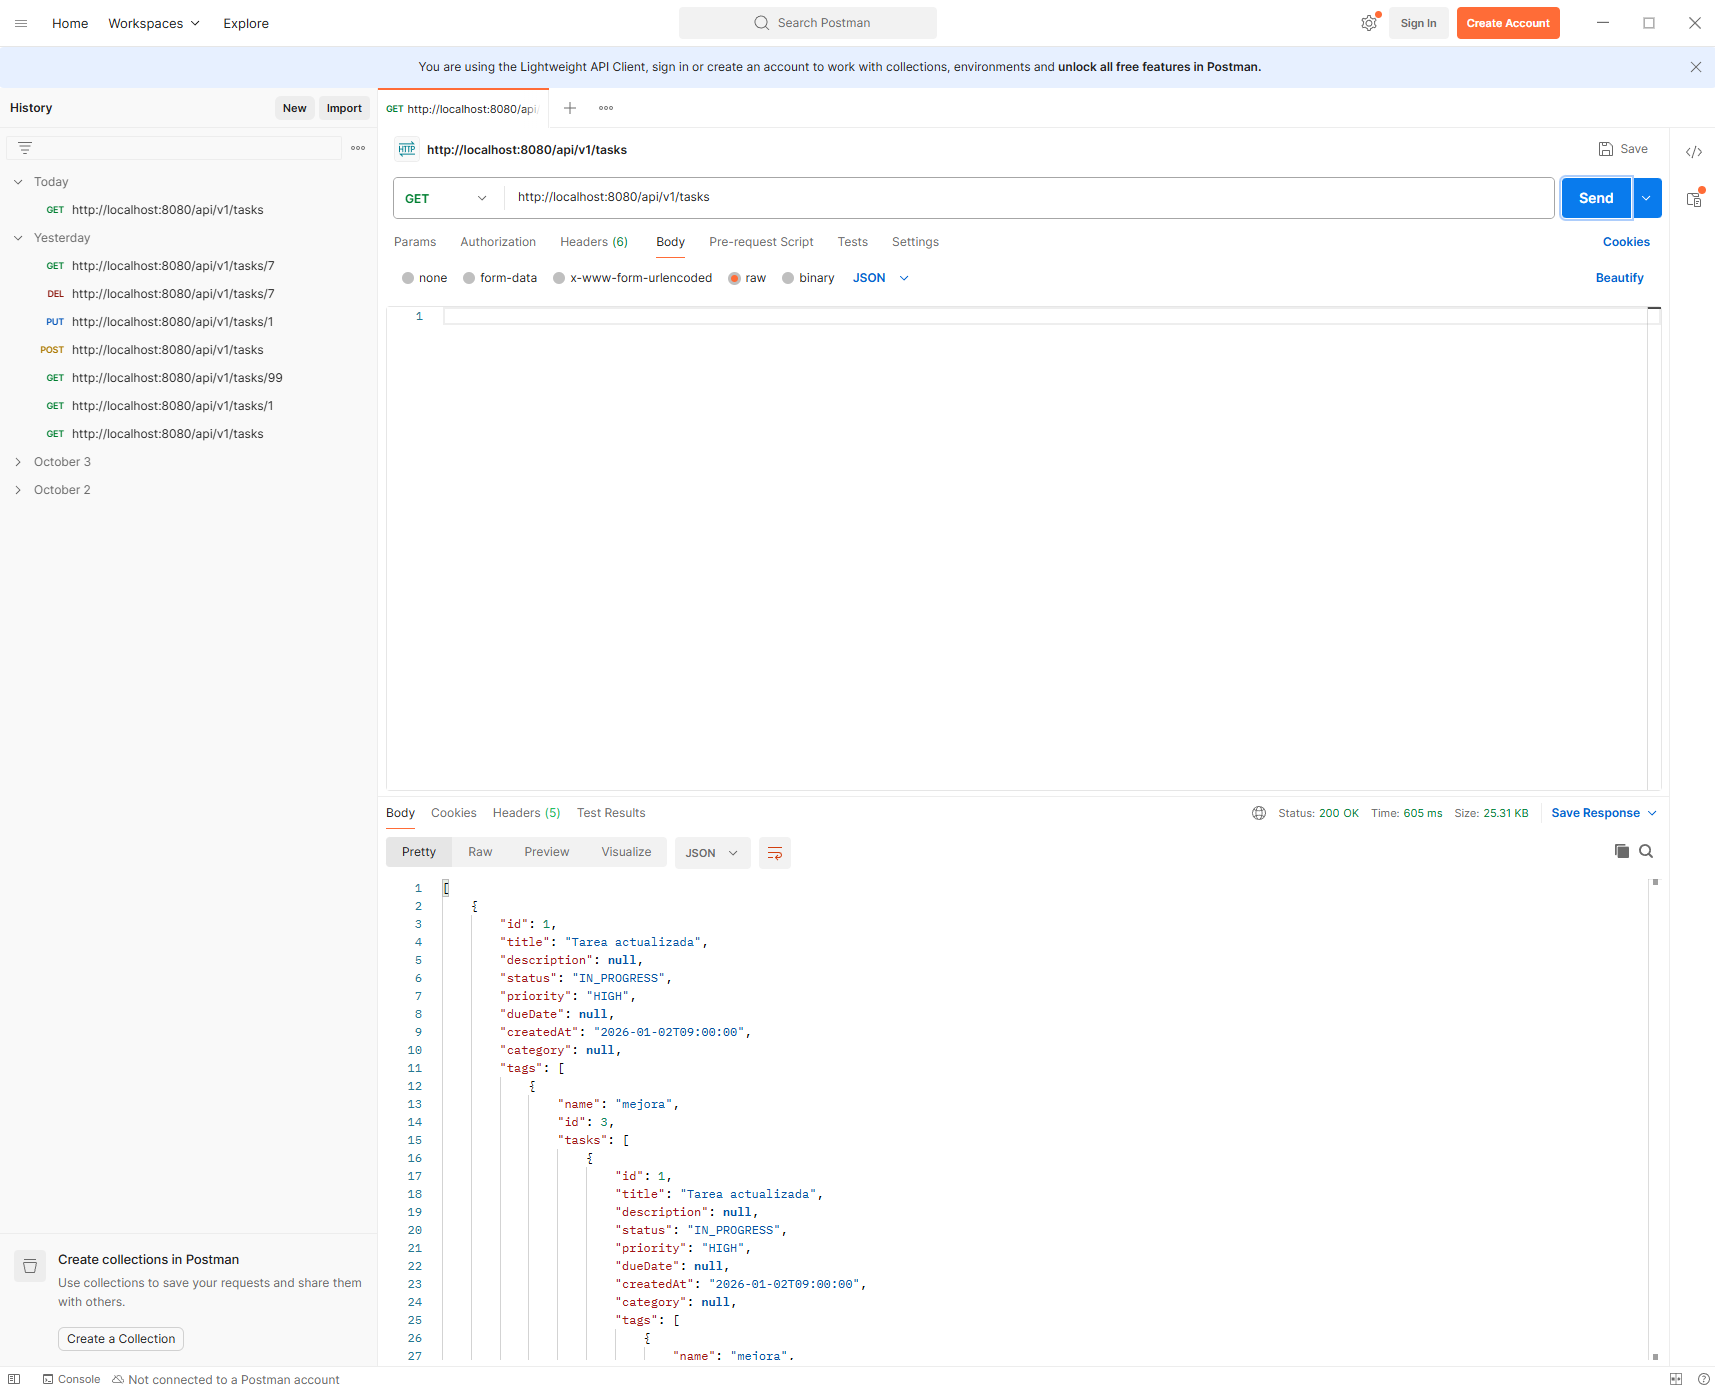 Home
Workspaces
Explore
Search Postman
Sign In
Create Account
You are using the Lightweight API Client, sign in or create an account to work with collections, environments and unlock all free features in Postman.
History
New
Import
Today
GET http://localhost:8080/api/v1/tasks
Yesterday
GET http://localhost:8080/api/v1/tasks/7
DEL http://localhost:8080/api/v1/tasks/7
PUT http://localhost:8080/api/v1/tasks/1
POST http://localhost:8080/api/v1/tasks
GET http://localhost:8080/api/v1/tasks/99
GET http://localhost:8080/api/v1/tasks/1
GET http://localhost:8080/api/v1/tasks
October 3
October 2
Create collections in Postman
Use collections to save your requests and share them
with others.
Create a Collection
GET http://localhost:8080/api/
HTTP http://localhost:8080/api/v1/tasks
Save
GET http://localhost:8080/api/v1/tasks
Send
Params Authorization Headers (6) Body Pre-request Script Tests Settings
Cookies
none form-data x-www-form-urlencoded raw binary JSON
Beautify
1
Body Cookies Headers (5) Test Results
Status: 200 OK Time: 605 ms Size: 25.31 KB
Save Response
Pretty Raw Preview Visualize JSON
1 [
2 {
3 "id": 1,
4 "title": "Tarea actualizada",
5 "description": null,
6 "status": "IN_PROGRESS",
7 "priority": "HIGH",
8 "dueDate": null,
9 "createdAt": "2026-01-02T09:00:00",
10 "category": null,
11 "tags": [
12 {
13 "name": "mejora",
14 "id": 3,
15 "tasks": [
16 {
17 "id": 1,
18 "title": "Tarea actualizada",
19 "description": null,
20 "status": "IN_PROGRESS",
21 "priority": "HIGH",
22 "dueDate": null,
23 "createdAt": "2026-01-02T09:00:00",
24 "category": null,
25 "tags": [
26 {
27 "name": "mejora",
Console
Not connected to a Postman account